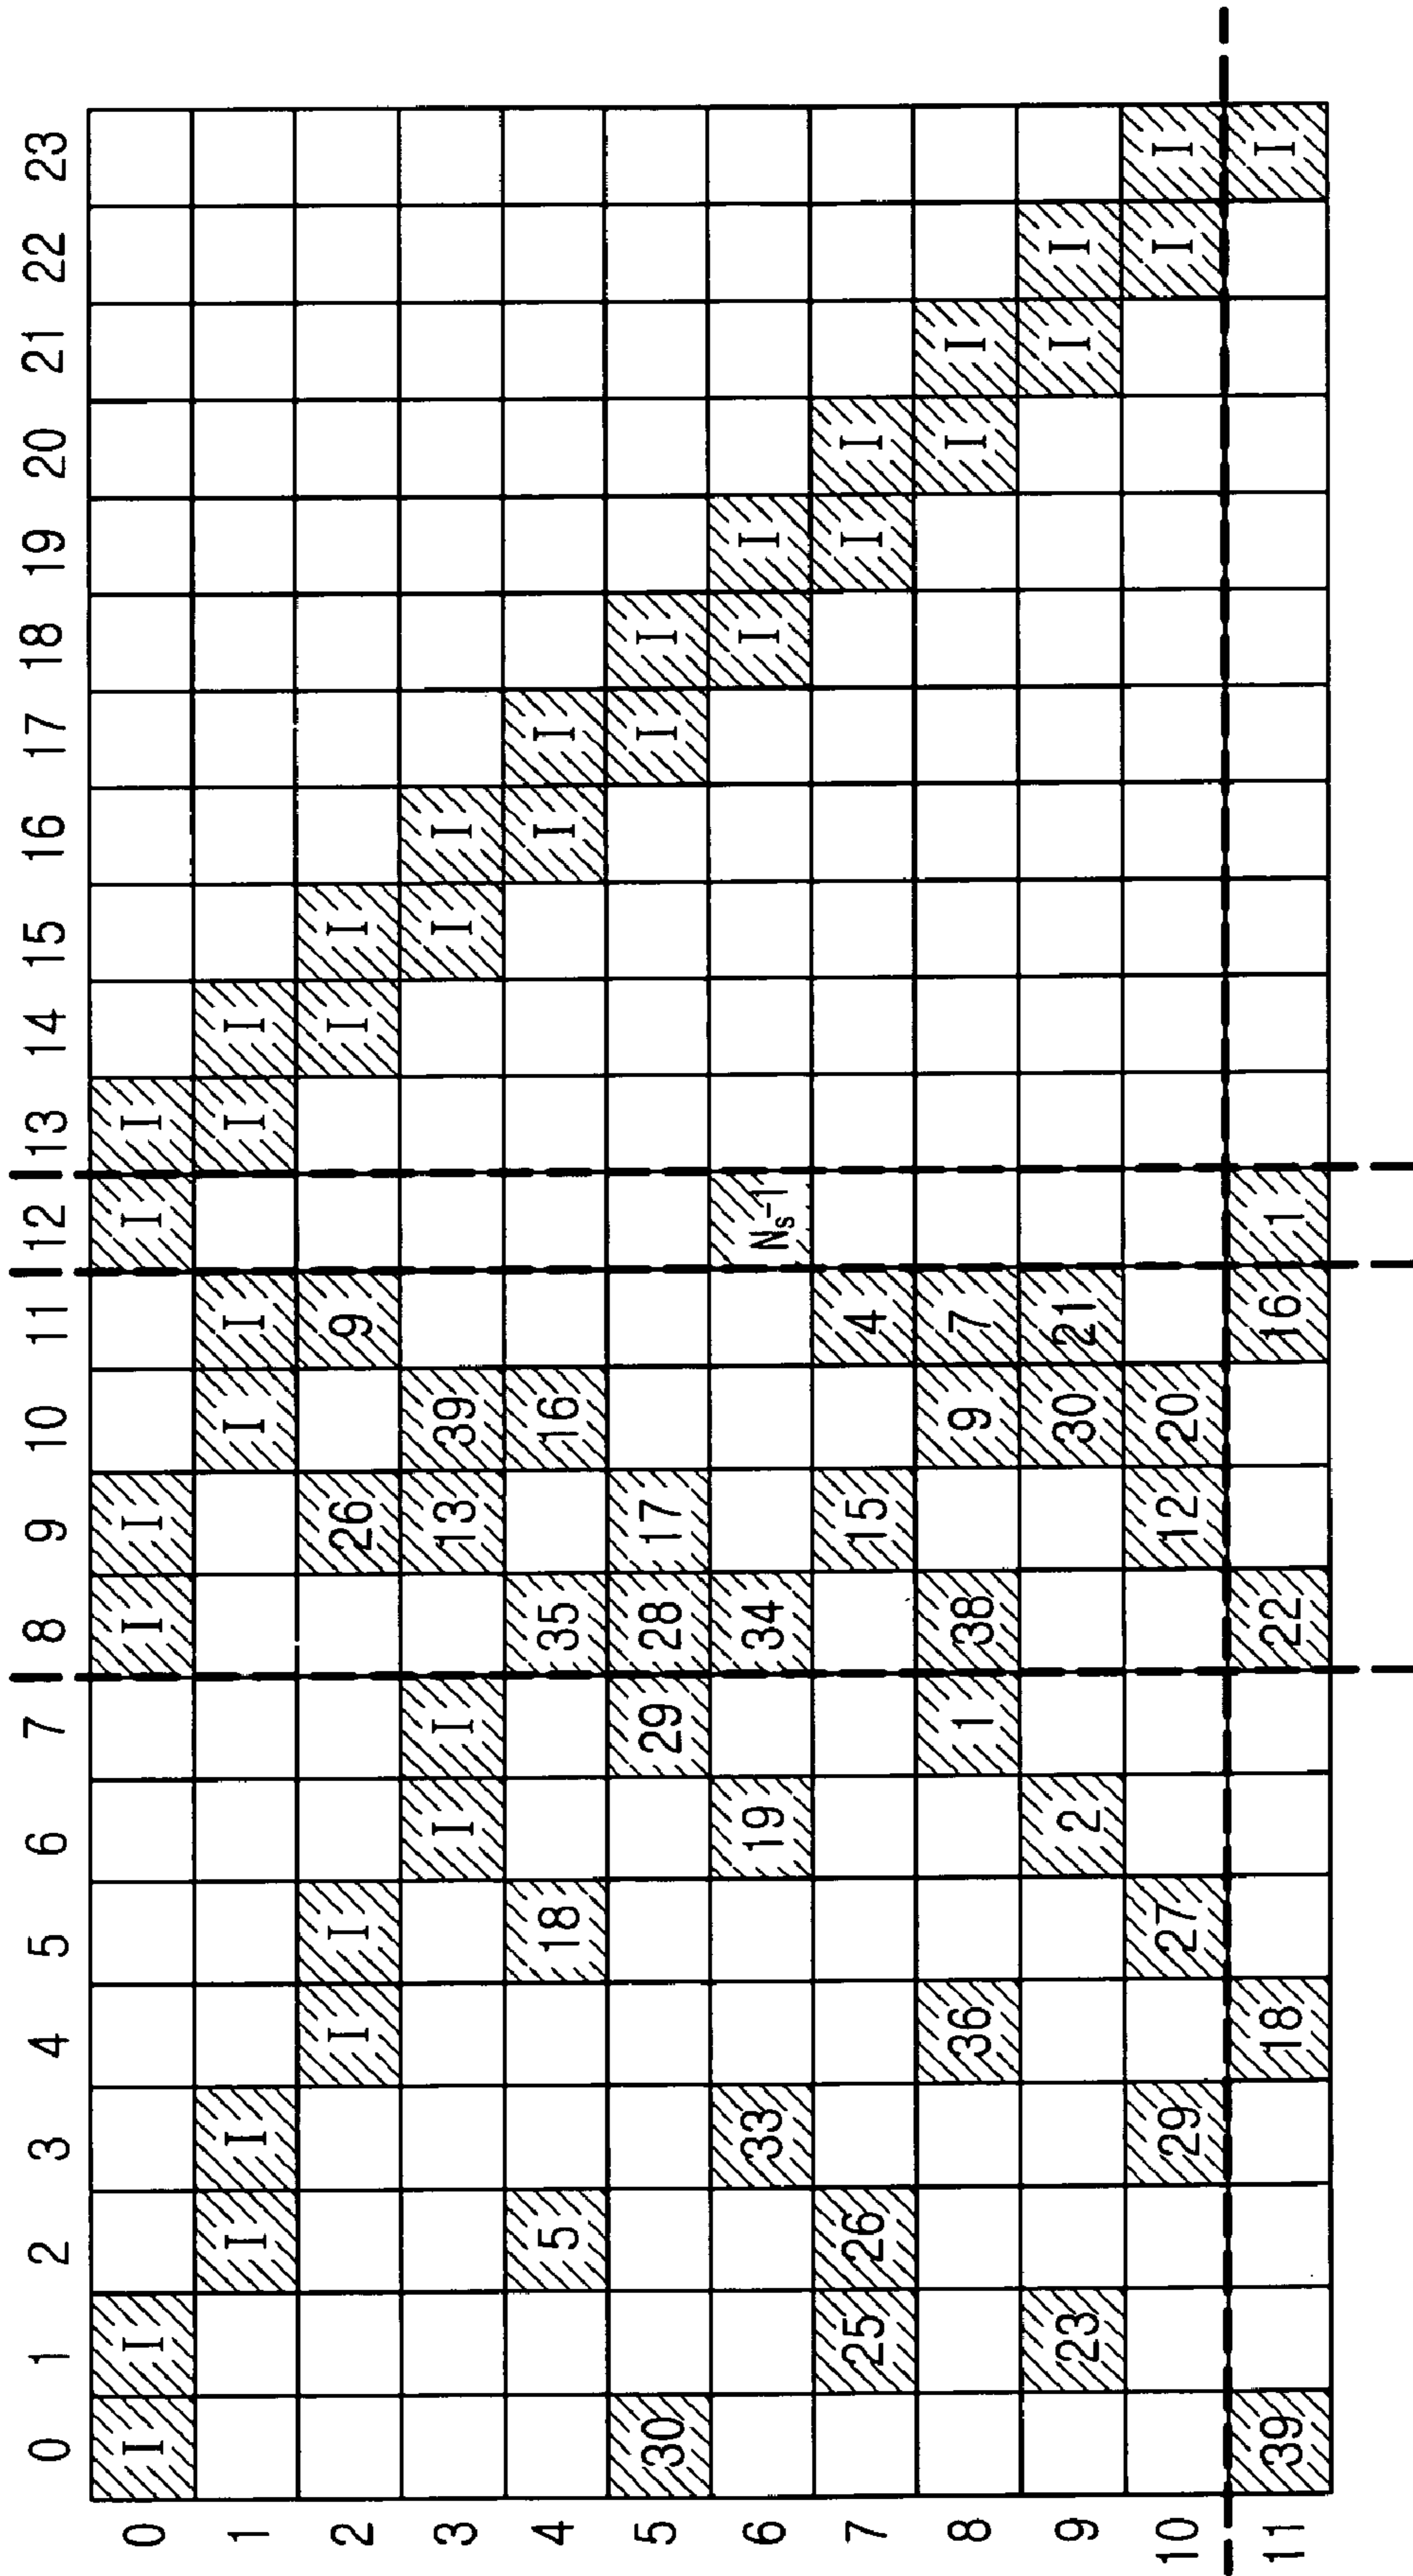 0 1 2 3 4 5 6 7 8 9 10 11 12 13 14 15 16 17 18 19 20 21 22 23
0 I I I I I I
1 I I I I I I
2 I I 26 9 I I
3 I I 13 39 I I
4 5 18 35 16 I I
5 30 29 28 17 I I
6 33 19 34 Ns-1 I I
7 25 26 15 4 I I
8 36 1 38 9 7 I I
9 23 2 30 21 I I
10 29 27 12 20 I I
11 39 18 22 16 1 I